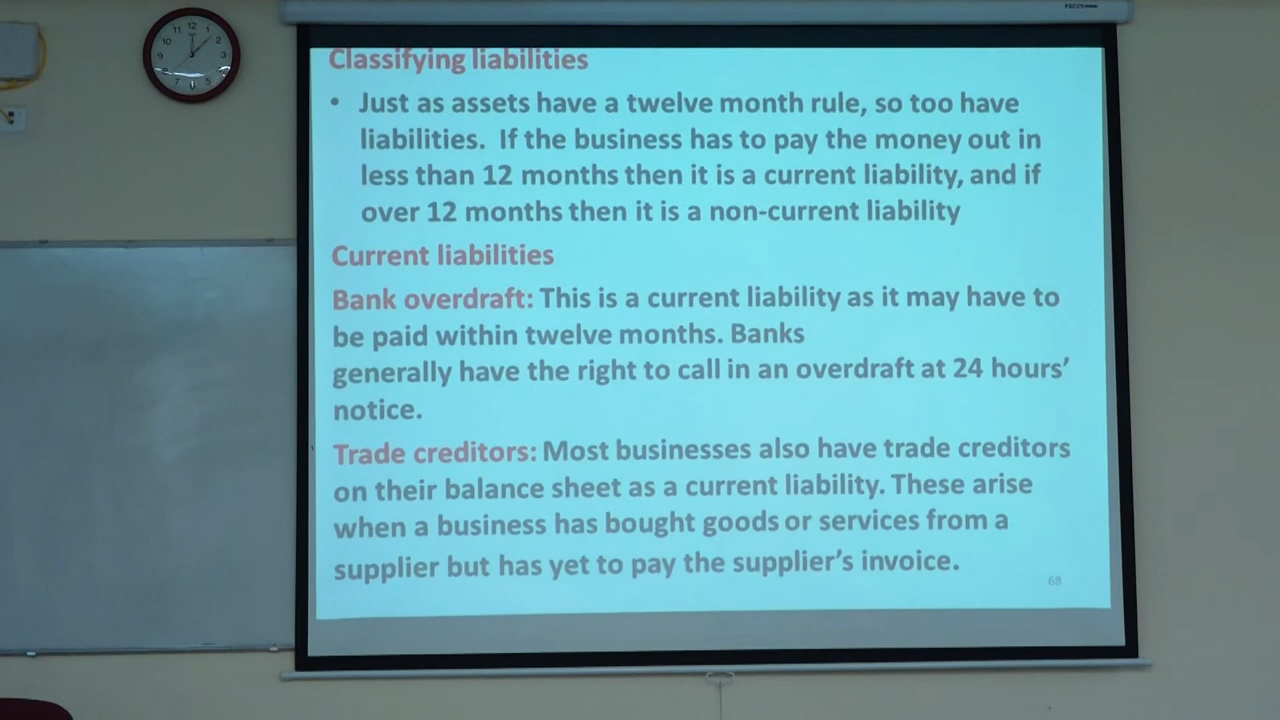 FOCUS
Classifying liabilities
• Just as assets have a twelve month rule, so too have
liabilities. If the business has to pay the money out in
less than 12 months then it is a current liability, and if
over 12 months then it is a non-current liability
Current liabilities
Bank overdraft: This is a current liability as it may have to
be paid within twelve months. Banks
generally have the right to call in an overdraft at 24 hours’
notice.
Trade creditors: Most businesses also have trade creditors
on their balance sheet as a current liability. These arise
when a business has bought goods or services from a
supplier but has yet to pay the supplier’s invoice.
68